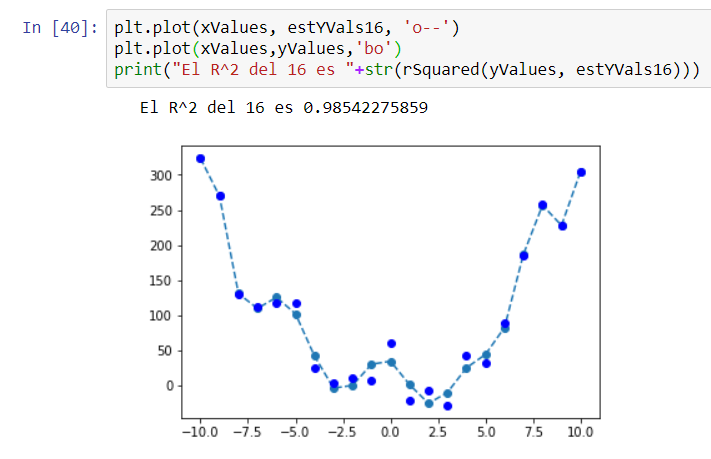 In [40]: plt.plot(xValues, estYVals16, 'o--')
plt.plot(xValues,yValues,'bo')
print("El R^2 del 16 es "+str(rSquared(yValues, estYVals16)))
El R^2 del 16 es 0.98542275859
300
250
200
150
100
50
0
−10.0 −7.5 −5.0 −2.5 0.0 2.5 5.0 7.5 10.0